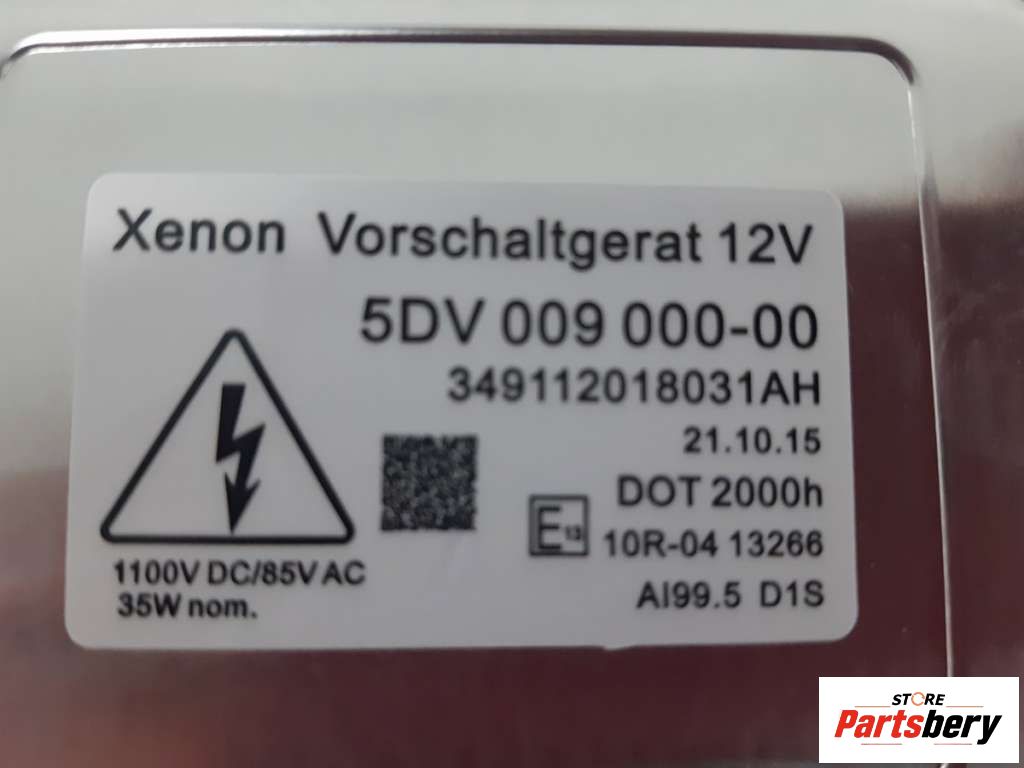 Xenon Vorschaltgerat 12V
5DV 009 000-00
349112018031AH
21.10.15
DOT 2000h
E13
10R-04 13266
AI99.5 D1S
1100V DC/85V AC
35W nom.
STORE
Partsbery